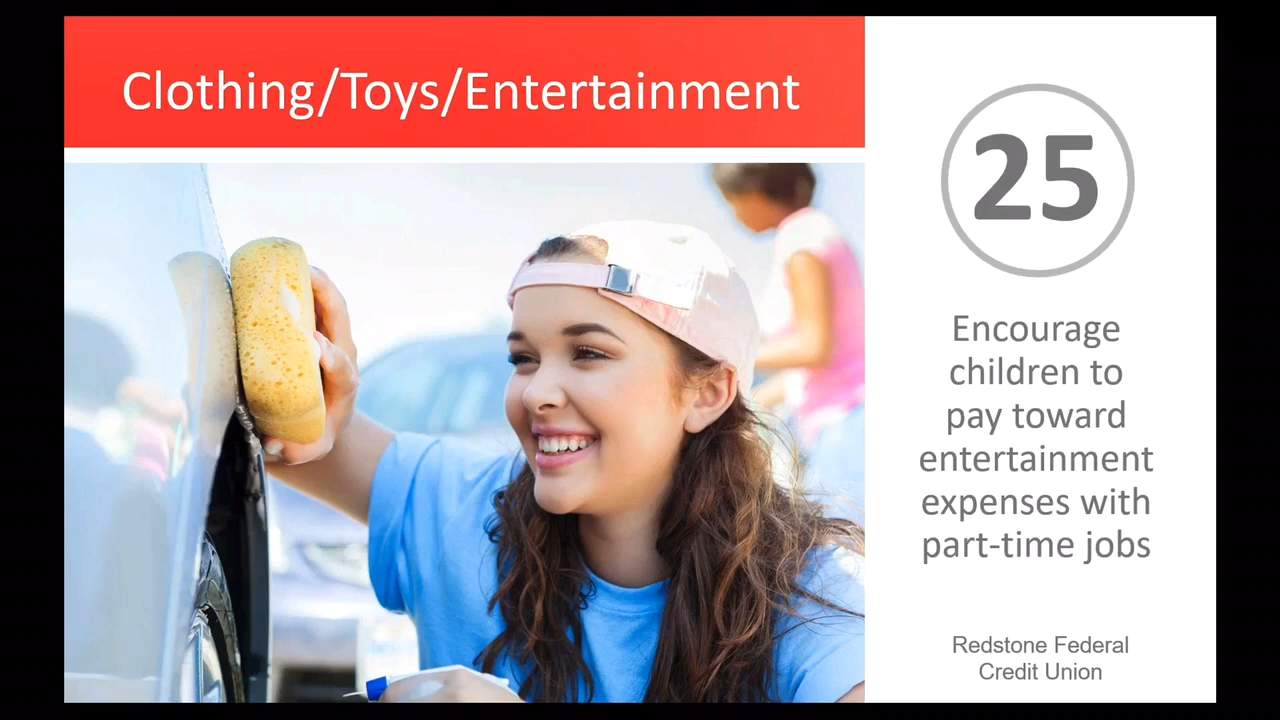 Clothing/Toys/Entertainment
25
Encourage
children to
pay toward
entertainment
expenses with
part-time jobs
Redstone Federal
Credit Union